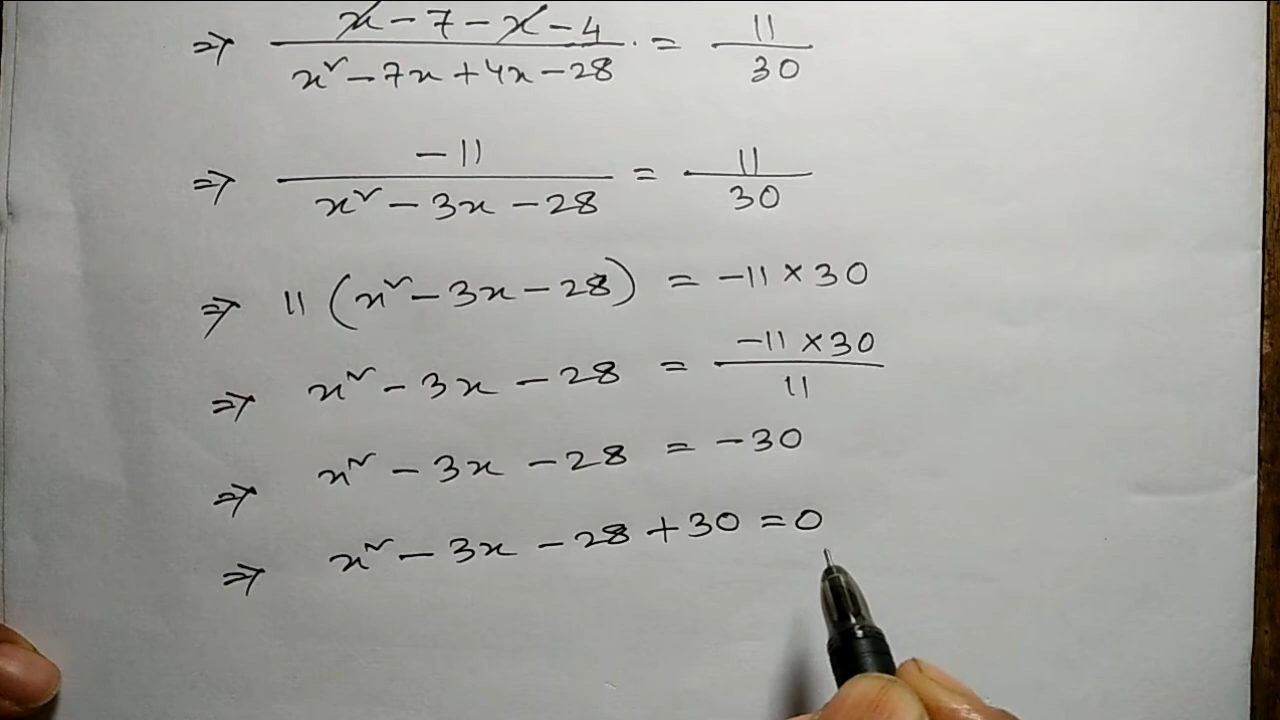 ⇒ (x - 7 - x - 4)/(x² - 7x + 4x - 28) = 11/30
⇒ -11/(x² - 3x - 28) = 11/30
⇒ 11 (x² - 3x - 28) = -11 × 30
⇒ x² - 3x - 28 = (-11 × 30)/11
⇒ x² - 3x - 28 = -30
⇒ x² - 3x - 28 + 30 = 0